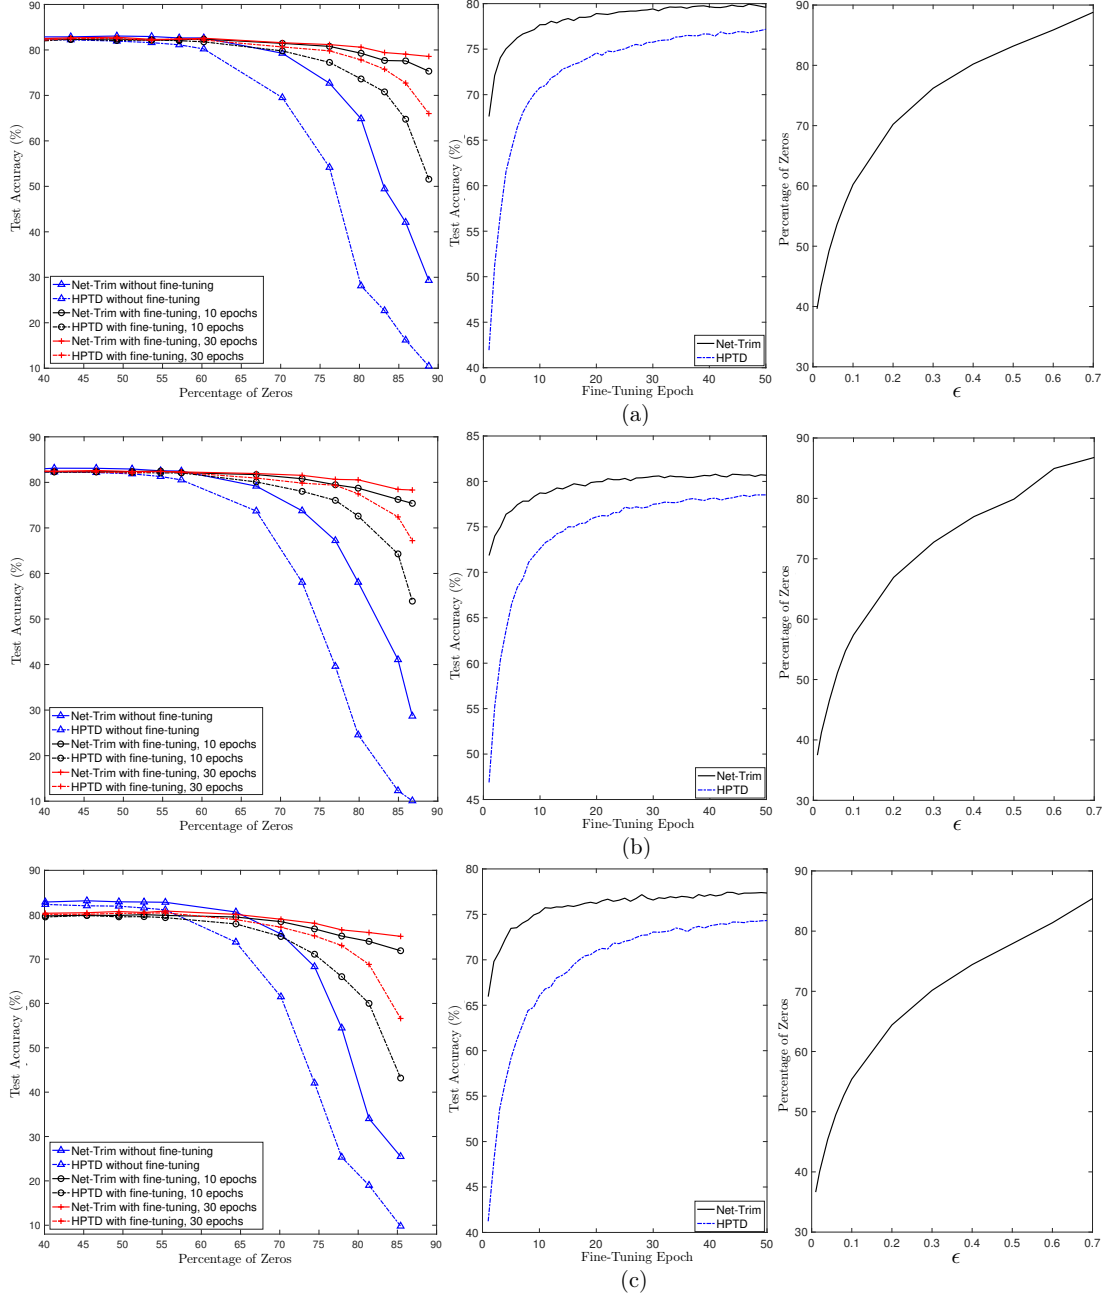 90
80
70
60
50
40
30
20
10
Test Accuracy (%)
40 45 50 55 60 65 70 75 80 85 90
Percentage of Zeros
Net-Trim without fine-tuning
HPTD without fine-tuning
Net-Trim with fine-tuning, 10 epochs
HPTD with fine-tuning, 10 epochs
Net-Trim with fine-tuning, 30 epochs
HPTD with fine-tuning, 30 epochs
80
75
70
65
60
55
50
45
40
Test Accuracy (%)
0 10 20 30 40 50
Fine-Tuning Epoch
Net-Trim
HPTD
90
80
70
60
50
40
30
Percentage of Zeros
0 0.1 0.2 0.3 0.4 0.5 0.6 0.7
ϵ
(a)
90
80
70
60
50
40
30
20
10
Test Accuracy (%)
40 45 50 55 60 65 70 75 80 85 90
Percentage of Zeros
Net-Trim without fine-tuning
HPTD without fine-tuning
Net-Trim with fine-tuning, 10 epochs
HPTD with fine-tuning, 10 epochs
Net-Trim with fine-tuning, 30 epochs
HPTD with fine-tuning, 30 epochs
85
80
75
70
65
60
55
50
45
Test Accuracy (%)
0 10 20 30 40 50
Fine-Tuning Epoch
Net-Trim
HPTD
90
80
70
60
50
40
30
Percentage of Zeros
0 0.1 0.2 0.3 0.4 0.5 0.6 0.7
ϵ
(b)
90
80
70
60
50
40
30
20
10
Test Accuracy (%)
40 45 50 55 60 65 70 75 80 85 90
Percentage of Zeros
Net-Trim without fine-tuning
HPTD without fine-tuning
Net-Trim with fine-tuning, 10 epochs
HPTD with fine-tuning, 10 epochs
Net-Trim with fine-tuning, 30 epochs
HPTD with fine-tuning, 30 epochs
80
75
70
65
60
55
50
45
40
Test Accuracy (%)
0 10 20 30 40 50
Fine-Tuning Epoch
Net-Trim
HPTD
90
80
70
60
50
40
30
Percentage of Zeros
0 0.1 0.2 0.3 0.4 0.5 0.6 0.7
ϵ
(c)